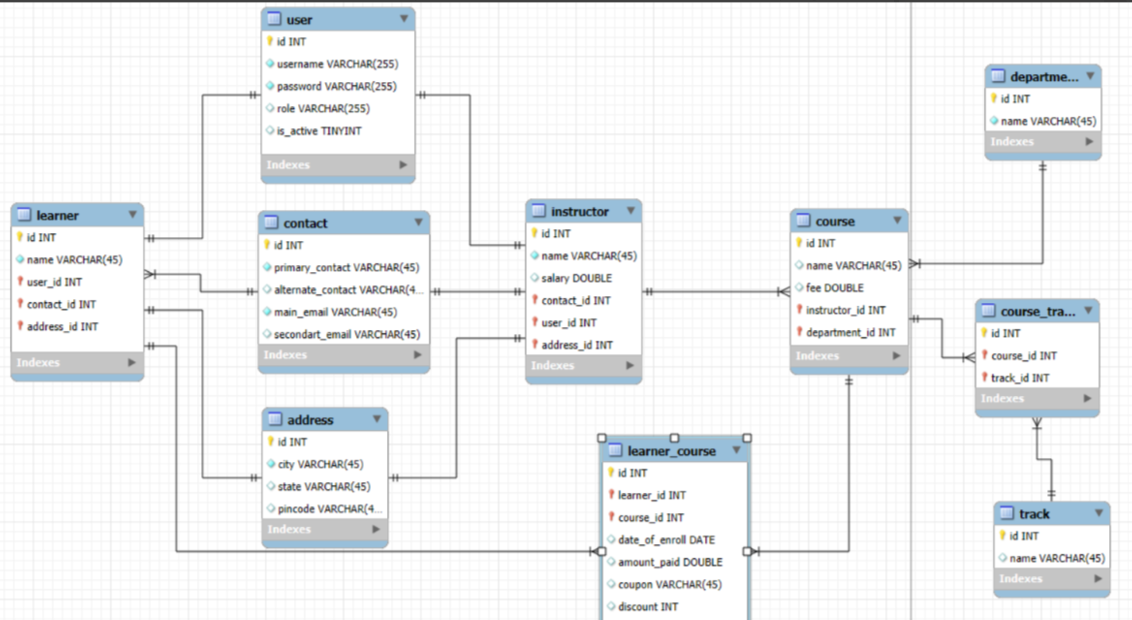 user
id INT
username VARCHAR(255)
password VARCHAR(255)
role VARCHAR(255)
is_active TINYINT
Indexes
departme...
id INT
name VARCHAR(45)
Indexes
learner
id INT
name VARCHAR(45)
user_id INT
contact_id INT
address_id INT
Indexes
contact
id INT
primary_contact VARCHAR(45)
alternate_contact VARCHAR(4...
main_email VARCHAR(45)
secondart_email VARCHAR(45)
Indexes
instructor
id INT
name VARCHAR(45)
salary DOUBLE
contact_id INT
user_id INT
address_id INT
Indexes
course
id INT
name VARCHAR(45)
fee DOUBLE
instructor_id INT
department_id INT
Indexes
course_tra...
id INT
course_id INT
track_id INT
Indexes
address
id INT
city VARCHAR(45)
state VARCHAR(45)
pincode VARCHAR(4...
Indexes
learner_course
id INT
learner_id INT
course_id INT
date_of_enroll DATE
amount_paid DOUBLE
coupon VARCHAR(45)
discount INT
track
id INT
name VARCHAR(45)
Indexes